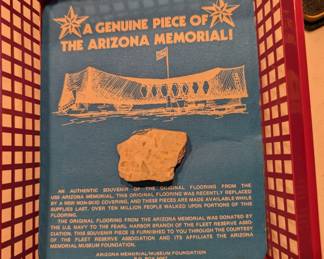 A GENUINE PIECE OF
THE ARIZONA MEMORIAL!
AN AUTHENTIC SOUVENIR OF THE ORIGINAL FLOORING FROM THE
USS ARIZONA MEMORIAL. THIS ORIGINAL FLOORING WAS RECENTLY REPLACED
BY A NEW NON-SKID COVERING, AND THESE PIECES ARE MADE AVAILABLE WHILE
SUPPLIES LAST. OVER TEN MILLION PEOPLE WALKED UPON PORTIONS OF THIS
FLOORING.
THE ORIGINAL FLOORING FROM THE ARIZONA MEMORIAL WAS DONATED BY
THE U.S. NAVY TO THE PEARL HARBOR BRANCH OF THE FLEET RESERVE ASSO-
CIATION. THIS SOUVENIR PIECE IS FURNISHED TO YOU THROUGH THE COURTESY
OF THE FLEET RESERVE ASSOCIATION AND ITS AFFILIATE THE ARIZONA
MEMORIAL MUSEUM FOUNDATION.
ARIZONA MEMORIAL/MUSEUM FOUNDATION